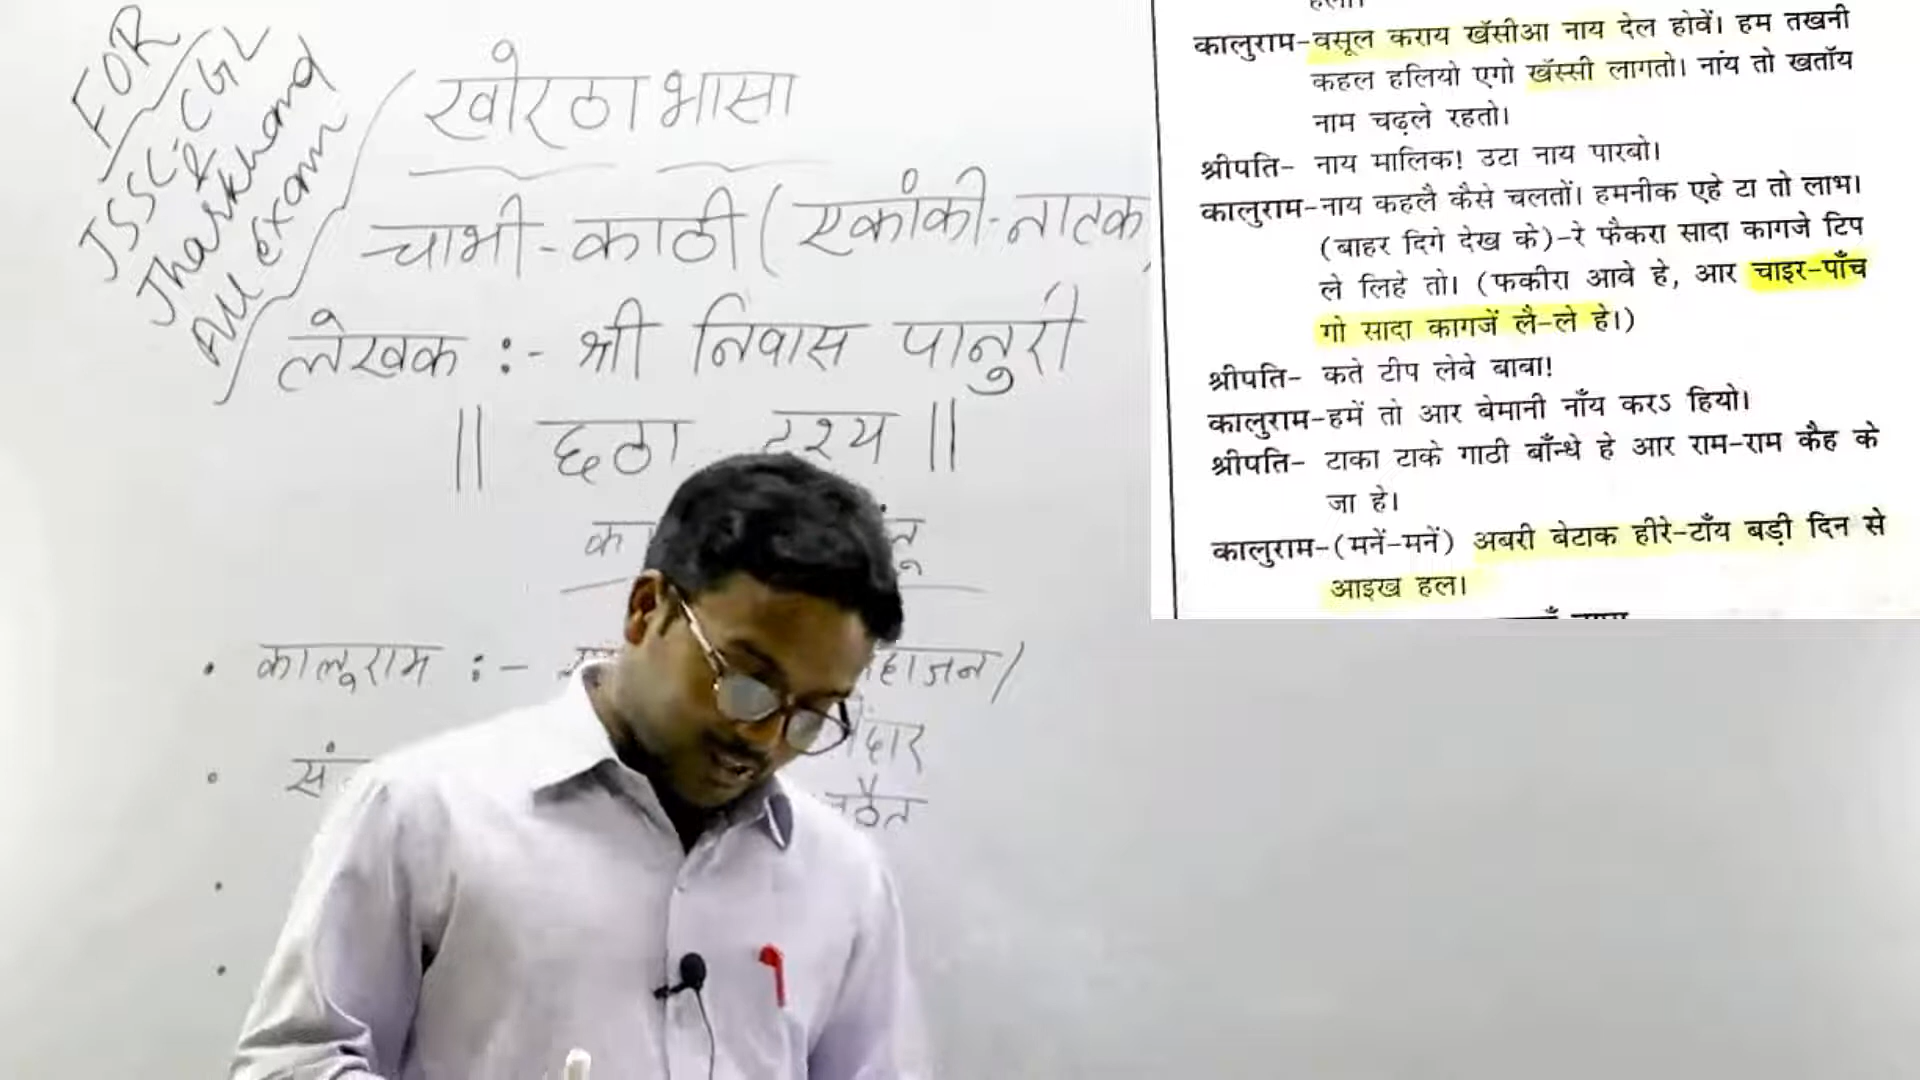 FOR
JSSC-CGL
&
Jharkhand
All Exam
खोरठा भासा
चाभी-काठी (एकांकी-नाटक)
लेखक :- श्री निवास पानुरी
|| छठा दृश्य ||
• कालुराम :-
•
•
•
कालुराम-वसूल कराय खॅसीआ नाय देल होवें। हम तखनी
कहल हलियो एगो खॅस्सी लागतो। नांय तो खतॉय
नाम चढ़ले रहतो।
श्रीपति- नाय मालिक! उटा नाय पारबो।
कालुराम-नाय कहलै कैसे चलतों। हमनीक एहे टा तो लाभ।
(बाहर दिगे देख के)-रे फैकरा सादा कागजे टिप
ले लिहे तो। (फकीरा आवे हे, आर चाइर-पाँच
गो सादा कागजें लै-ले हे।)
श्रीपति- कते टीप लेबे बाबा!
कालुराम-हमें तो आर बेमानी नाँय करऽ हियो।
श्रीपति- टाका टाके गाठी बाँन्धे हे आर राम-राम कैह के
जा हे।
कालुराम-(मनें-मनें) अबरी बेटाक हीरे-टाँय बड़ी दिन से
आइख हल।